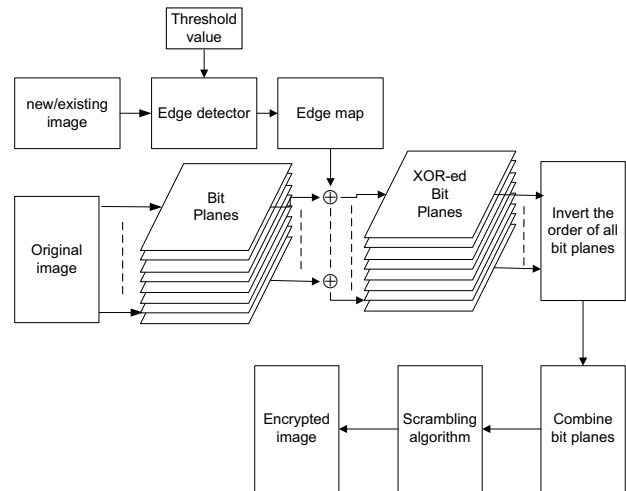 Threshold
value
new/existing
image
Edge detector
Edge map
Original
image
Bit
Planes
XOR-ed
Bit
Planes
Invert the
order of all
bit planes
Encrypted
image
Scrambling
algorithm
Combine
bit planes